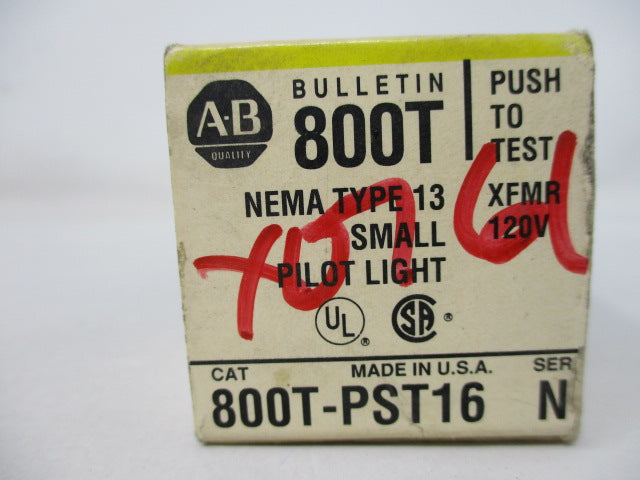 A-B
QUALITY
BULLETIN
800T
PUSH
TO
TEST
XFMR
120V
NEMA TYPE 13
SMALL
PILOT LIGHT
UL ®
SA ®
CAT
MADE IN U.S.A.
SER
800T-PST16
N